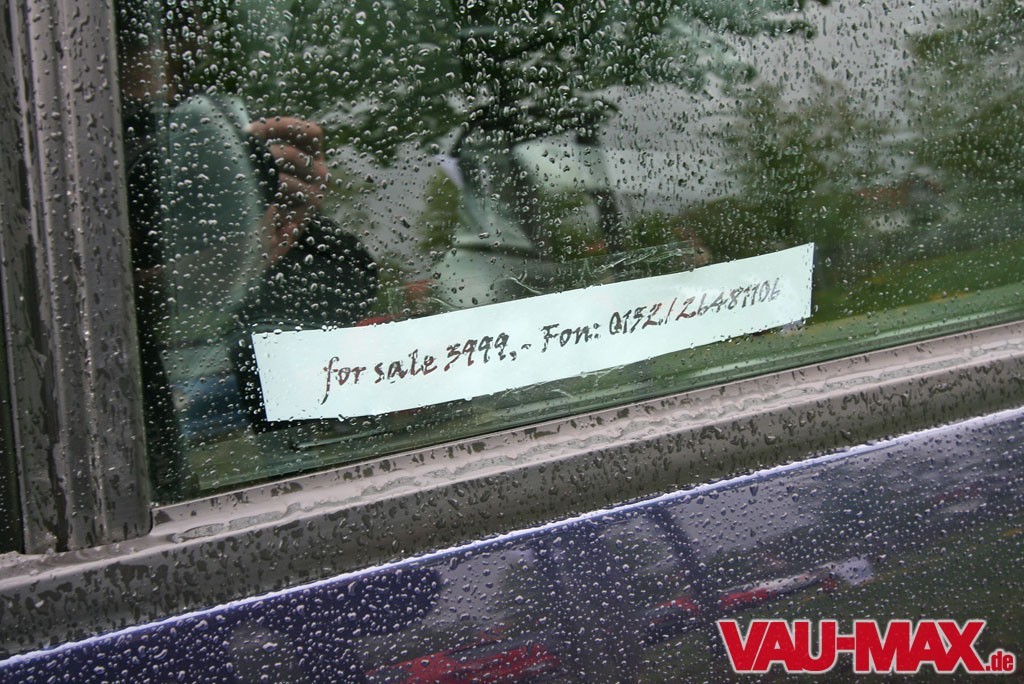 for sale 3999,- Fon: 0152/26481106
VAU-MAX.de